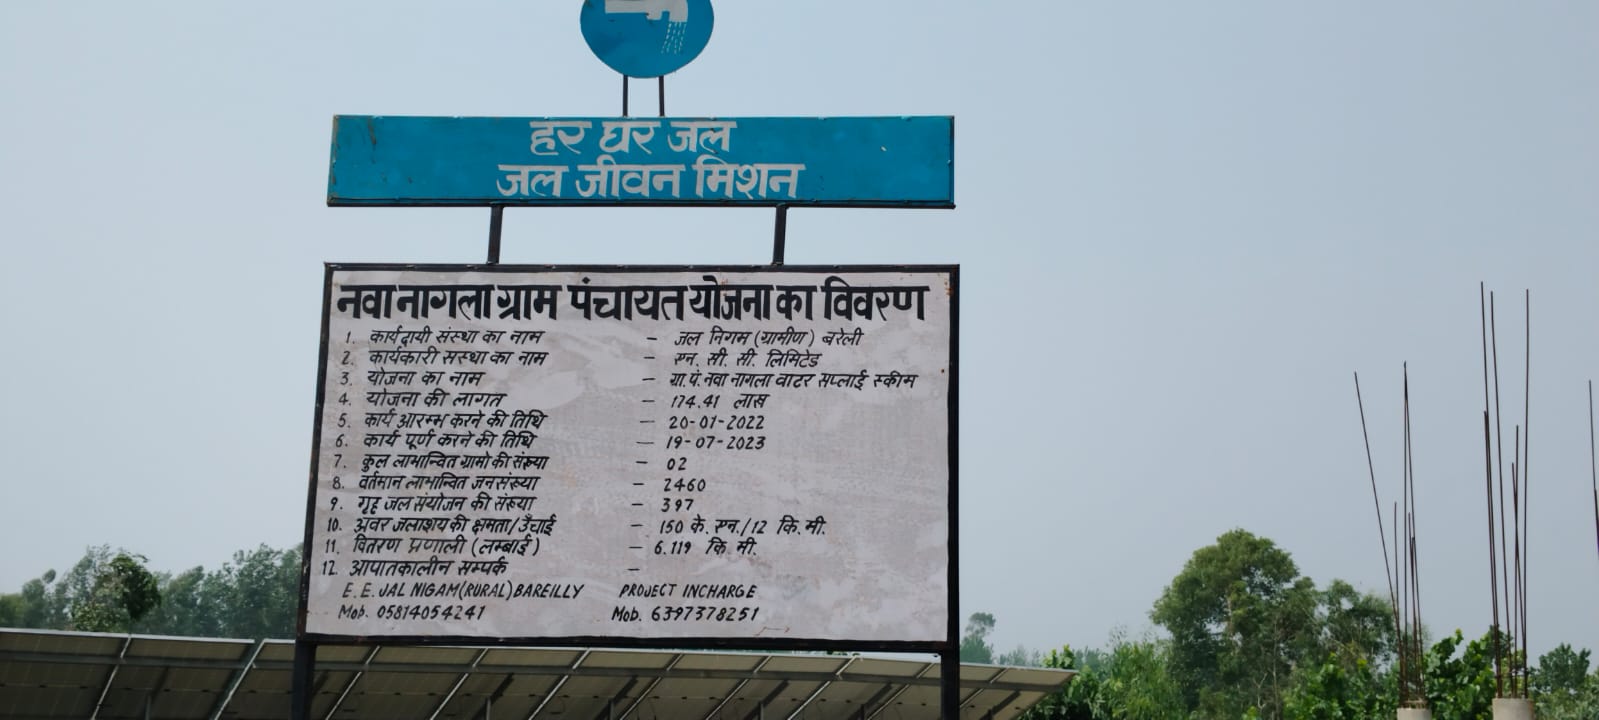 हर घर जल
जल जीवन मिशन
नवा नागला ग्राम पंचायत योजना का विवरण
1. कार्यदायी संस्था का नाम – जल निगम (ग्रामीण) बरेली
2. कार्यकारी सस्था का नाम – एन. सी. सी. लिमिटेड
3. योजना का नाम – ग्रा.पं. नवा नागला वाटर सप्लाई स्कीम
4. योजना की लागत – 174.41 लाख
5. कार्य आरम्भ करने की तिथि – 20-01-2022
6. कार्य पूर्ण करने की तिथि – 19-07-2023
7. कुल लाभान्वित ग्रामो की संख्या – 02
8. वर्तमान लाभान्वित जनसंख्या – 2460
9. गृह जल संयोजन की संख्या – 397
10. अवर जलाशय की क्षमता/उँचाई – 150 के. एन./12 कि. मी.
11. वितरण प्रणाली (लम्बाई) – 6.119 कि. मी.
12. आपातकालीन सम्पर्क –
E.E. JAL NIGAM(RURAL)BAREILLY PROJECT INCHARGE
Mob. 05814054241 Mob. 6397378251